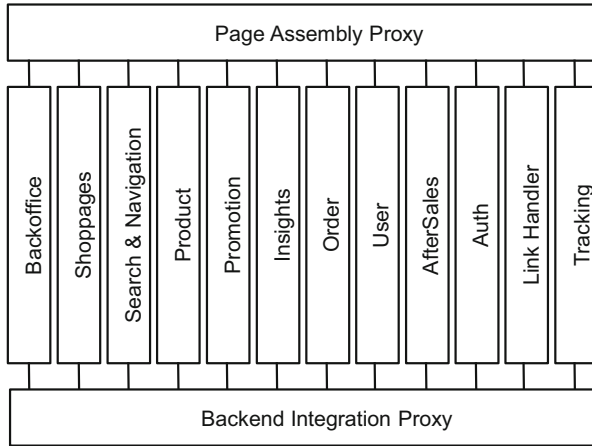 Page Assembly Proxy
Backoffice
Shoppages
Search & Navigation
Product
Promotion
Insights
Order
User
AfterSales
Auth
Link Handler
Tracking
Backend Integration Proxy